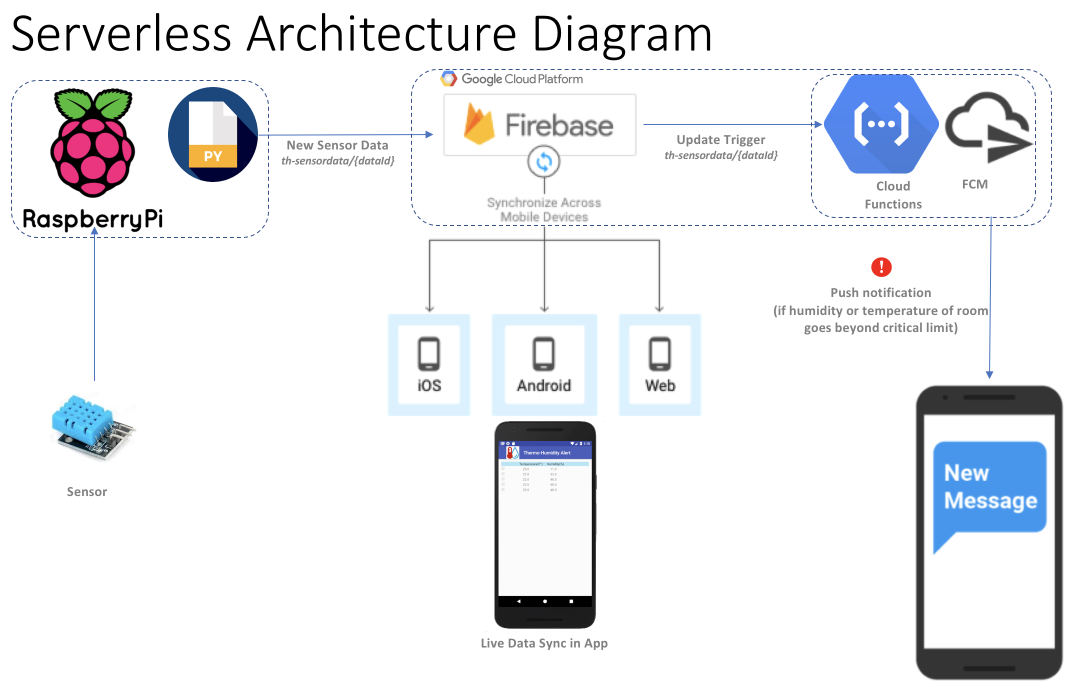 Serverless Architecture Diagram
Google Cloud Platform
RaspberryPi
PY
New Sensor Data
th-sensordata/{dataId}
Firebase
Synchronize Across
Mobile Devices
Update Trigger
th-sensordata/{dataId}
Cloud
Functions
FCM
Push notification
(if humidity or temperature of room
goes beyond critical limit)
iOS
Android
Web
Sensor
Thermo-Humidity Alert
Live Data Sync in App
New
Message